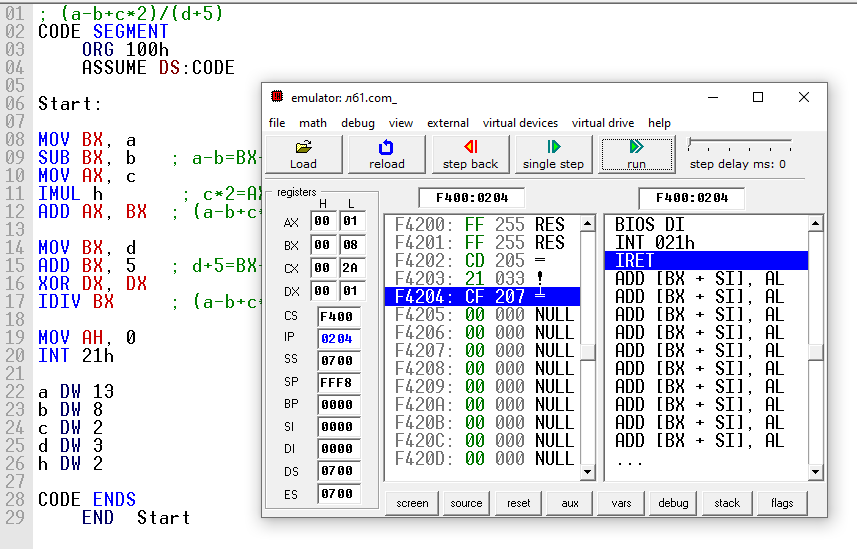 01 ; (a-b+c*2)/(d+5)
02 CODE SEGMENT
03 ORG 100h
04 ASSUME DS:CODE
05
06 Start:
07
08 MOV BX, a
09 SUB BX, b ; a-b=BX
10 MOV AX, c
11 IMUL h ; c*2=A
12 ADD AX, BX ; (a-b+c
13
14 MOV BX, d
15 ADD BX, 5 ; d+5=BX
16 XOR DX, DX
17 IDIV BX ; (a-b+c
18
19 MOV AH, 0
20 INT 21h
21
22 a DW 13
23 b DW 8
24 c DW 2
25 d DW 3
26 h DW 2
27
28 CODE ENDS
29 END Start
emulator: л61.com_
file math debug view external virtual devices virtual drive help
Load reload step back single step run step delay ms: 0
registers
H L
AX 00 01
BX 00 08
CX 00 2A
DX 00 01
CS F400
IP 0204
SS 0700
SP FFF8
BP 0000
SI 0000
DI 0000
DS 0700
ES 0700
F400:0204
F4200: FF 255 RES
F4201: FF 255 RES
F4202: CD 205 ═
F4203: 21 033 !
F4204: CF 207 ╧
F4205: 00 000 NULL
F4206: 00 000 NULL
F4207: 00 000 NULL
F4208: 00 000 NULL
F4209: 00 000 NULL
F420A: 00 000 NULL
F420B: 00 000 NULL
F420C: 00 000 NULL
F420D: 00 000 NULL
F400:0204
BIOS DI
INT 021h
IRET
ADD [BX + SI], AL
ADD [BX + SI], AL
ADD [BX + SI], AL
ADD [BX + SI], AL
ADD [BX + SI], AL
ADD [BX + SI], AL
ADD [BX + SI], AL
ADD [BX + SI], AL
ADD [BX + SI], AL
ADD [BX + SI], AL
...
screen source reset aux vars debug stack flags